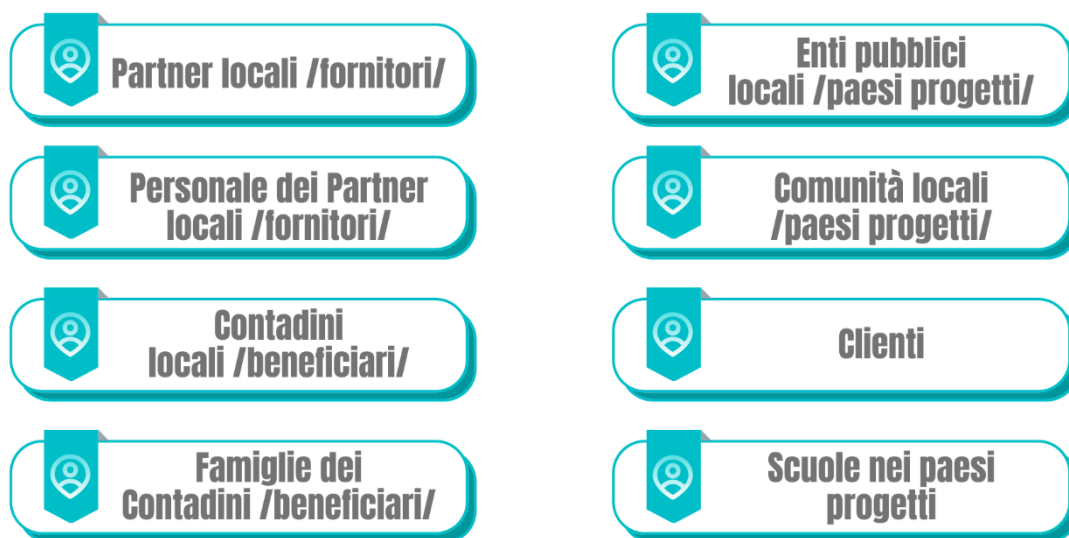 Partner locali /fornitori/
Personale dei Partner
locali /fornitori/
Contadini
locali /beneficiari/
Famiglie dei
Contadini /beneficiari/
Enti pubblici
locali /paesi progetti/
Comunità locali
/paesi progetti/
Clienti
Scuole nei paesi
progetti